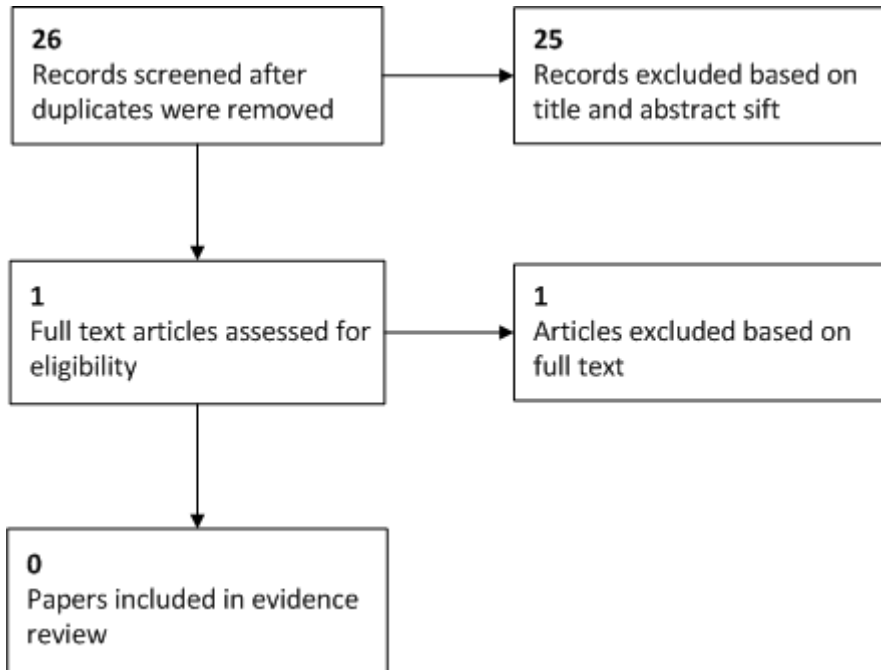 26
Records screened after
duplicates were removed
25
Records excluded based on
title and abstract sift
1
Full text articles assessed for
eligibility
1
Articles excluded based on
full text
0
Papers included in evidence
review